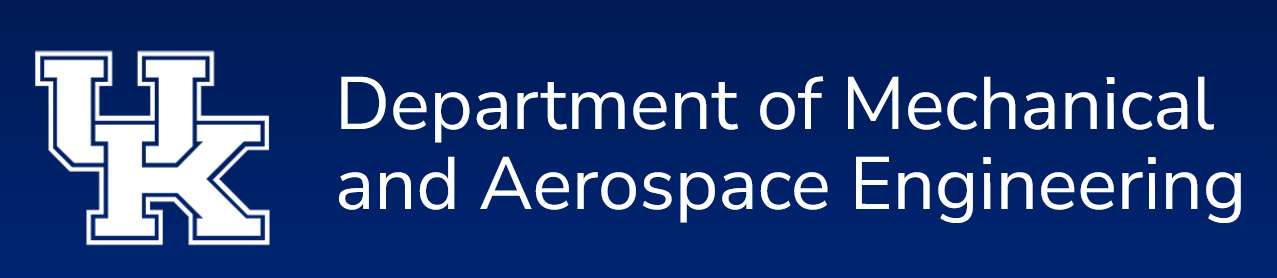 UK
Department of Mechanical
and Aerospace Engineering